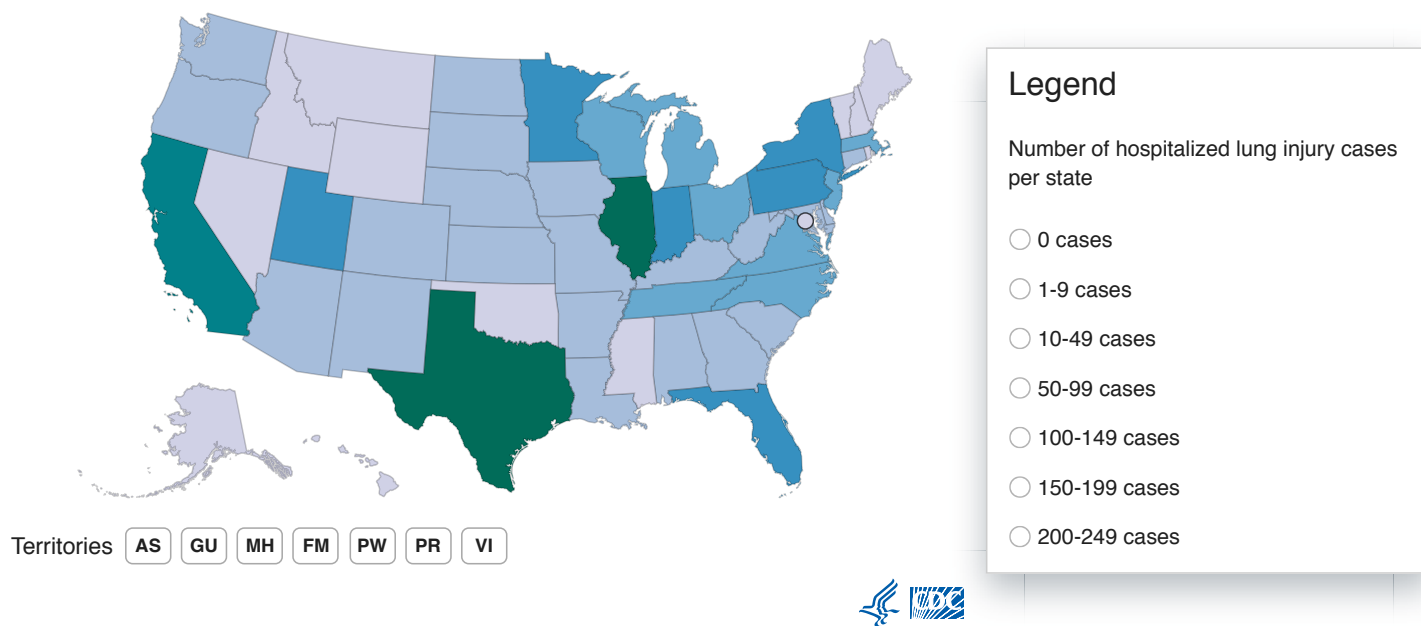 Legend
Number of hospitalized lung injury cases
per state
0 cases
1-9 cases
10-49 cases
50-99 cases
100-149 cases
150-199 cases
200-249 cases
Territories AS GU MH FM PW PR VI
CDC